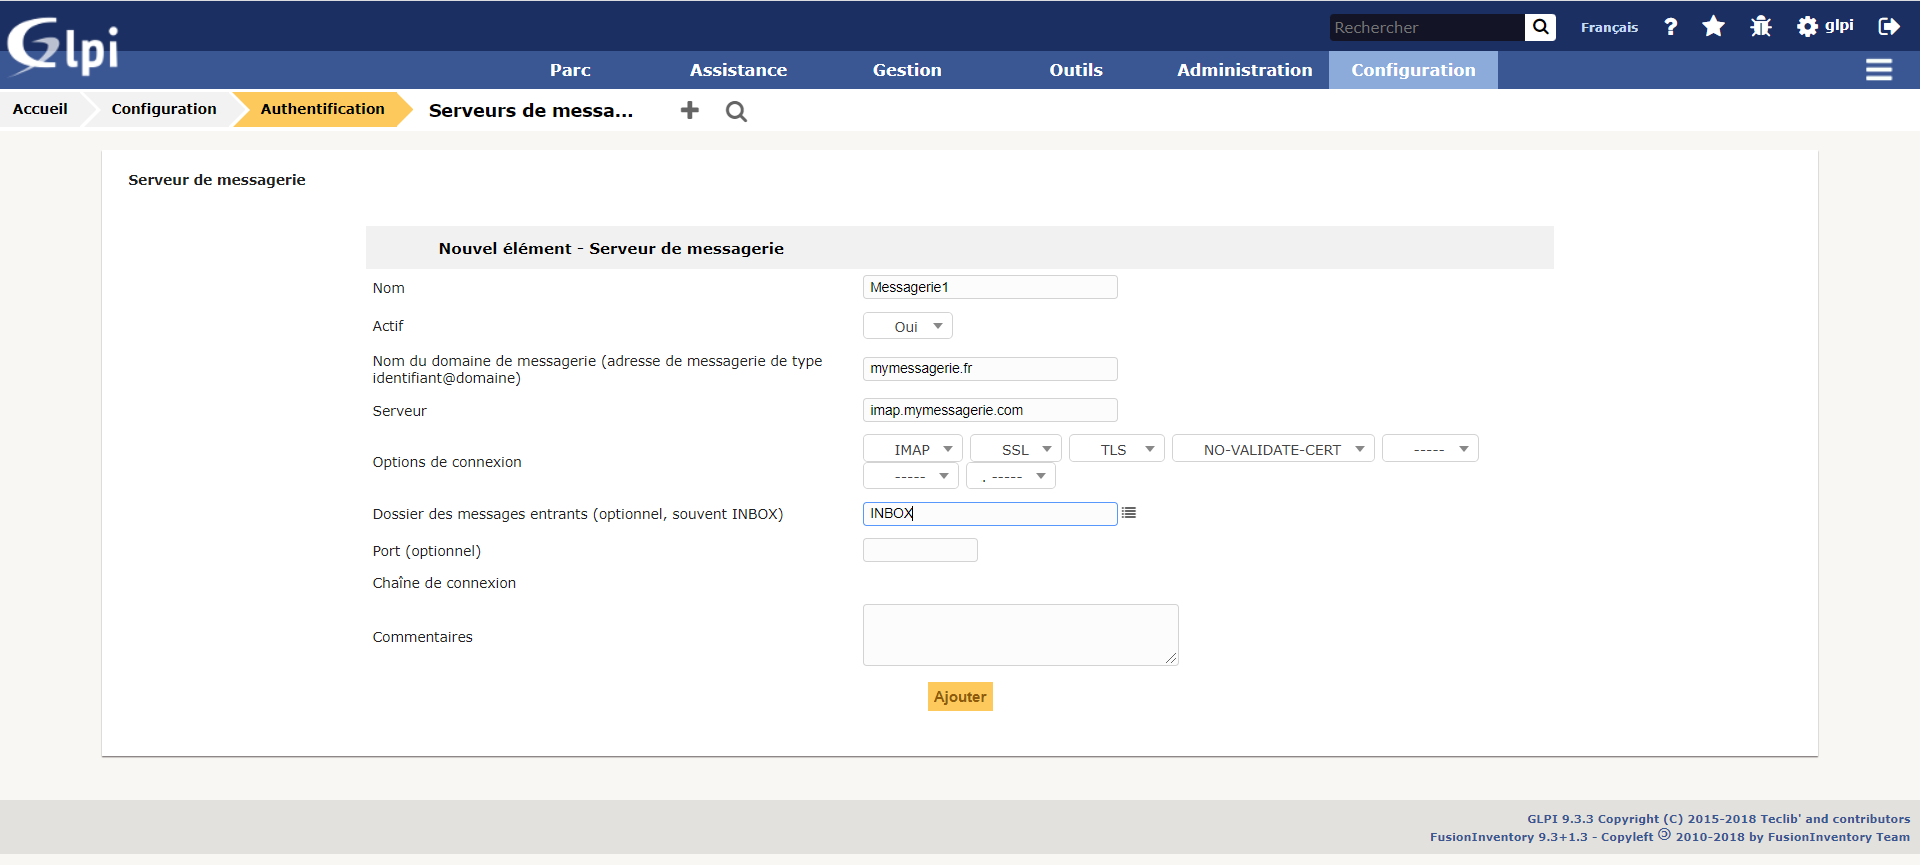 Glpi
Rechercher
Français
?
glpi
Parc
Assistance
Gestion
Outils
Administration
Configuration
Accueil
Configuration
Authentification
Serveurs de messa...
Serveur de messagerie
Nouvel élément - Serveur de messagerie
Nom
Messagerie1
Actif
Oui
Nom du domaine de messagerie (adresse de messagerie de type
identifiant@domaine)
mymessagerie.fr
Serveur
imap.mymessagerie.com
Options de connexion
IMAP
SSL
TLS
NO-VALIDATE-CERT
-----
-----
. -----
Dossier des messages entrants (optionnel, souvent INBOX)
INBOX
Port (optionnel)
Chaîne de connexion
Commentaires
Ajouter
GLPI 9.3.3 Copyright (C) 2015-2018 Teclib' and contributors
FusionInventory 9.3+1.3 - Copyleft 🄯 2010-2018 by FusionInventory Team